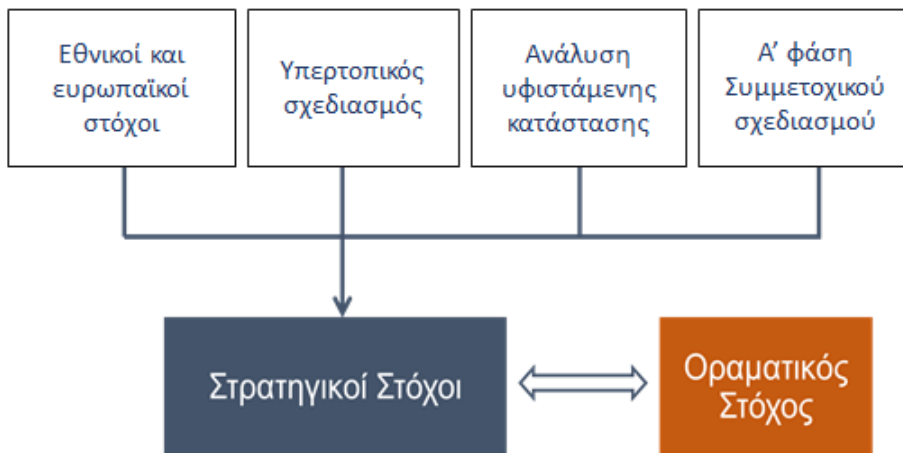 Εθνικοί και
ευρωπαϊκοί
στόχοι
Υπερτοπικός
σχεδιασμός
Ανάλυση
υφιστάμενης
κατάστασης
Α’ φάση
Συμμετοχικού
σχεδιασμού
Στρατηγικοί Στόχοι
Οραματικός
Στόχος